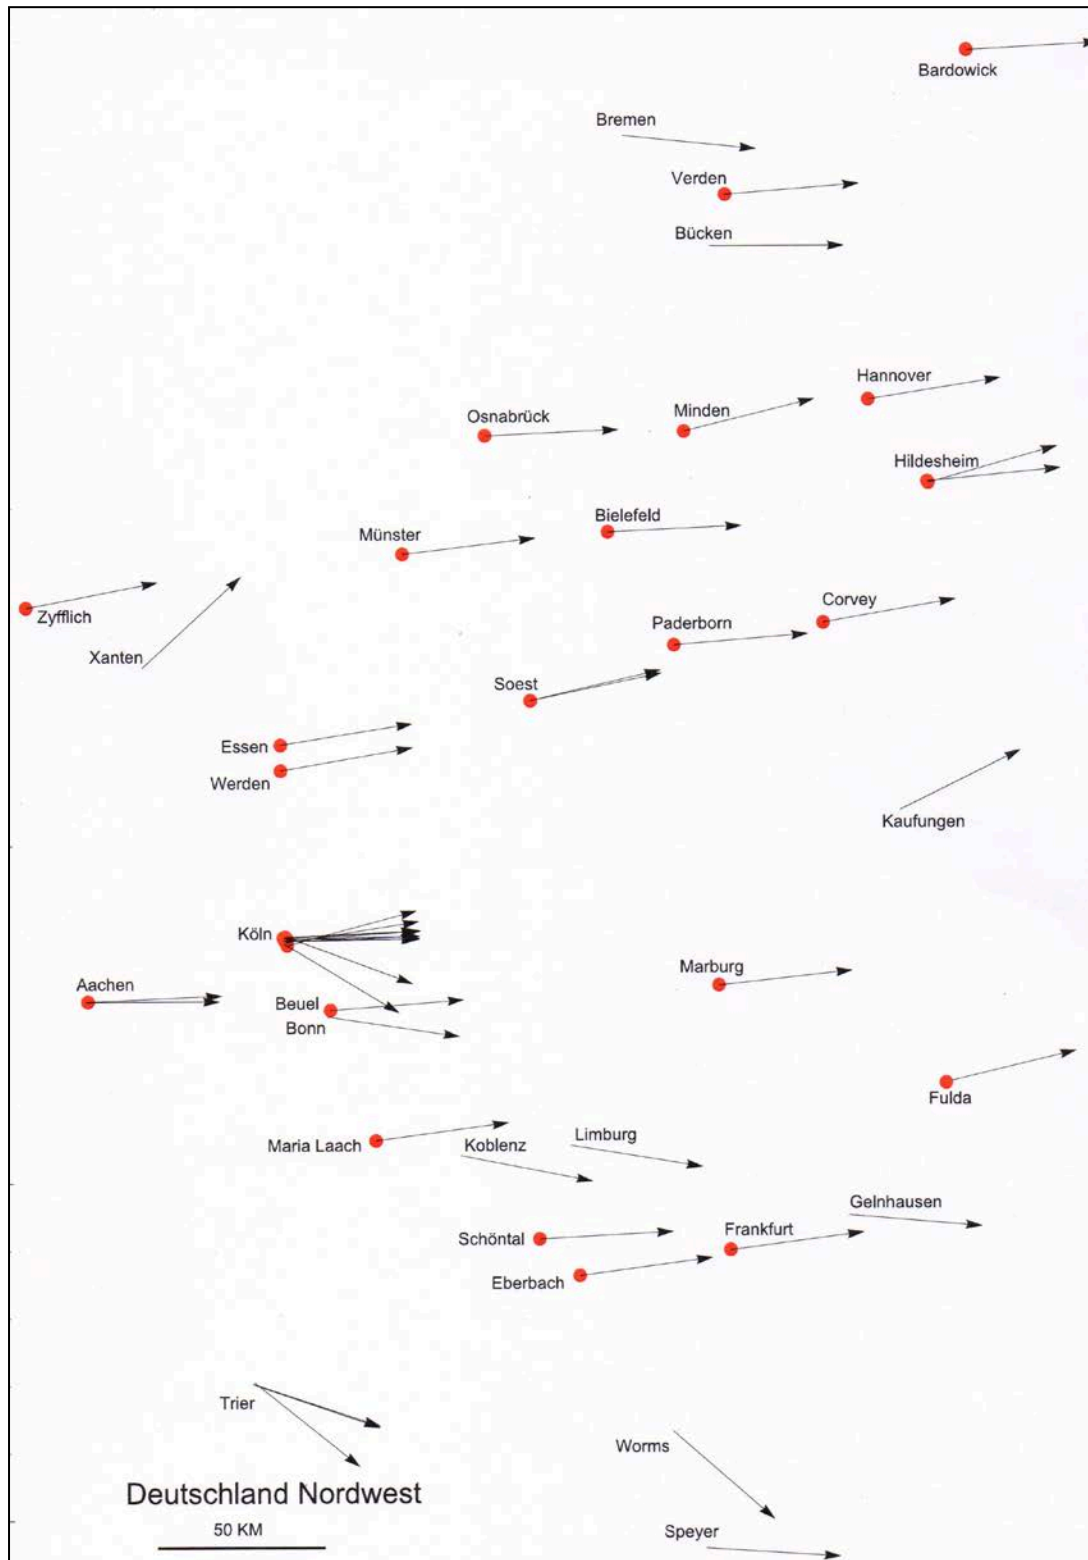 Bardowick
Bremen
Verden
Bücken
Hannover
Osnabrück
Minden
Hildesheim
Münster
Bielefeld
Zyfflich
Xanten
Corvey
Paderborn
Soest
Essen
Werden
Kaufungen
Köln
Marburg
Aachen
Beuel
Bonn
Fulda
Maria Laach
Koblenz
Limburg
Gelnhausen
Schöntal
Frankfurt
Eberbach
Trier
Worms
Deutschland Nordwest
50 KM
Speyer